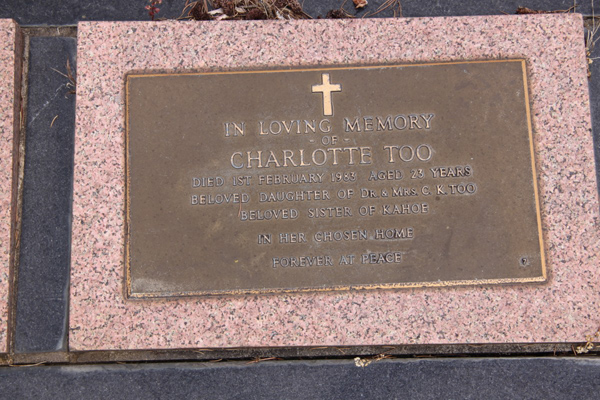 IN LOVING MEMORY
- OF -
CHARLOTTE TOO
DIED 1ST FEBRUARY 1983 AGED 23 YEARS
BELOVED DAUGHTER OF DR. & MRS. G. K. TOO
BELOVED SISTER OF KAHOE
IN HER CHOSEN HOME
FOREVER AT PEACE